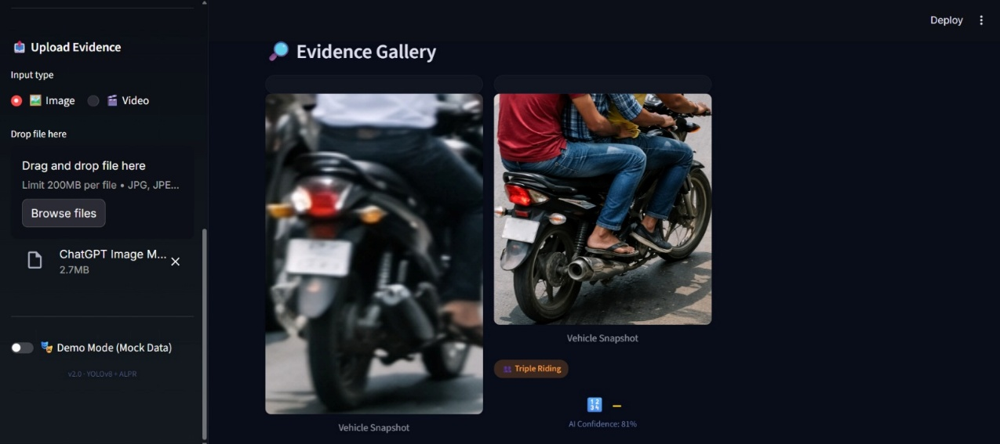 Deploy
Upload Evidence
Input type
Image
Video
Drop file here
Drag and drop file here
Limit 200MB per file • JPG, JPE...
Browse files
ChatGPT Image M...
2.7MB
Demo Mode (Mock Data)
v2.0 · YOLOv8 + ALPR
Evidence Gallery
Vehicle Snapshot
Vehicle Snapshot
Triple Riding
1234 –
AI Confidence: 81%